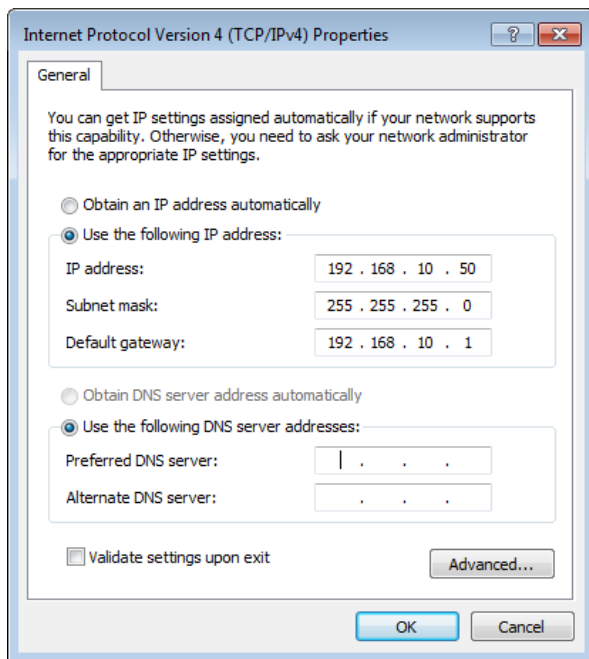 Internet Protocol Version 4 (TCP/IPv4) Properties
General
You can get IP settings assigned automatically if your network supports
this capability. Otherwise, you need to ask your network administrator
for the appropriate IP settings.
Obtain an IP address automatically
Use the following IP address:
IP address: 192 . 168 . 10 . 50
Subnet mask: 255 . 255 . 255 . 0
Default gateway: 192 . 168 . 10 . 1
Obtain DNS server address automatically
Use the following DNS server addresses:
Preferred DNS server: . . .
Alternate DNS server: . . .
Validate settings upon exit
Advanced...
OK Cancel